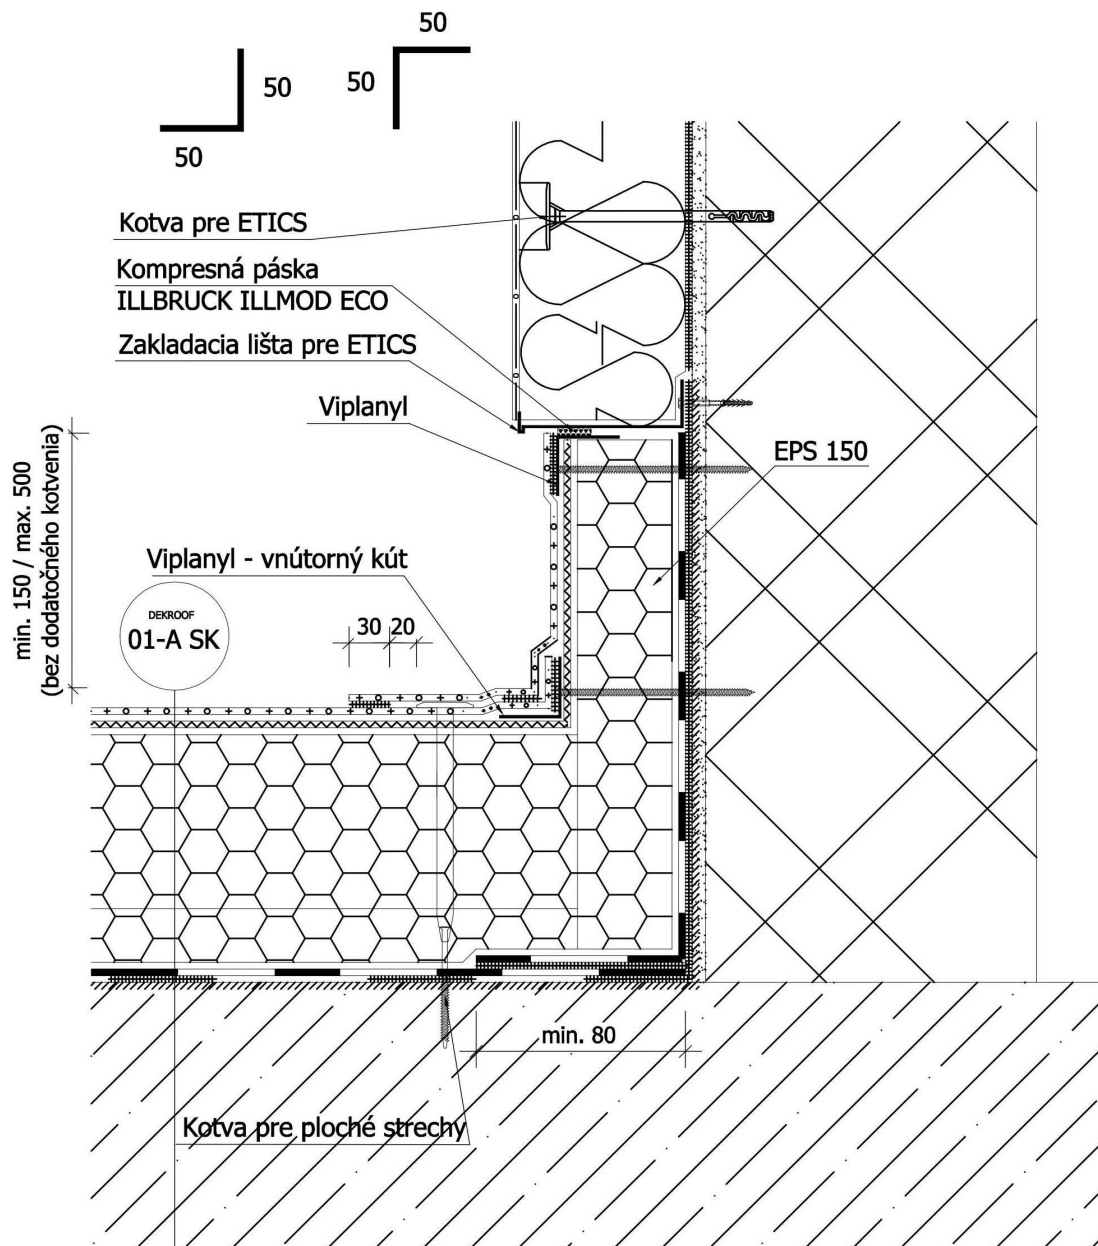 50
50
50
50
Kotva pre ETICS
Kompresná páska
ILLBRUCK ILLMOD ECO
Zakladacia lišta pre ETICS
Viplanyl
EPS 150
min. 150 / max. 500
(bez dodatočného kotvenia)
Viplanyl - vnútorný kút
DEKROOF
01-A SK
30 20
min. 80
Kotva pre ploché strechy